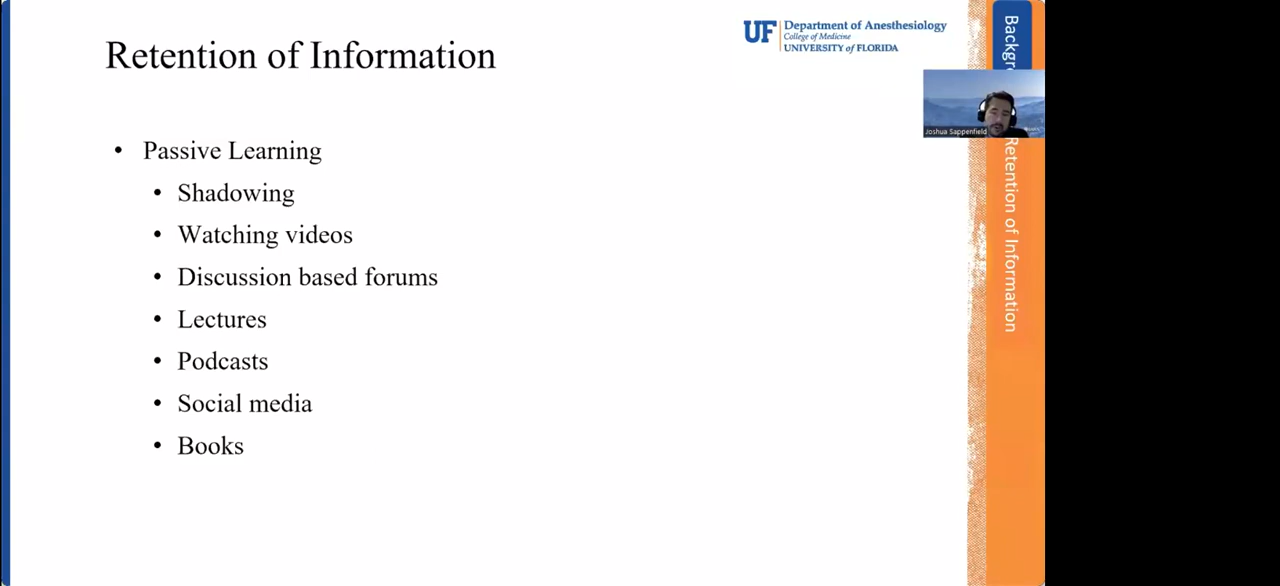 Retention of Information
UF Department of Anesthesiology
College of Medicine
UNIVERSITY of FLORIDA
Joshua Sappenfield
• Passive Learning
• Shadowing
• Watching videos
• Discussion based forums
• Lectures
• Podcasts
• Social media
• Books
Retention of Information